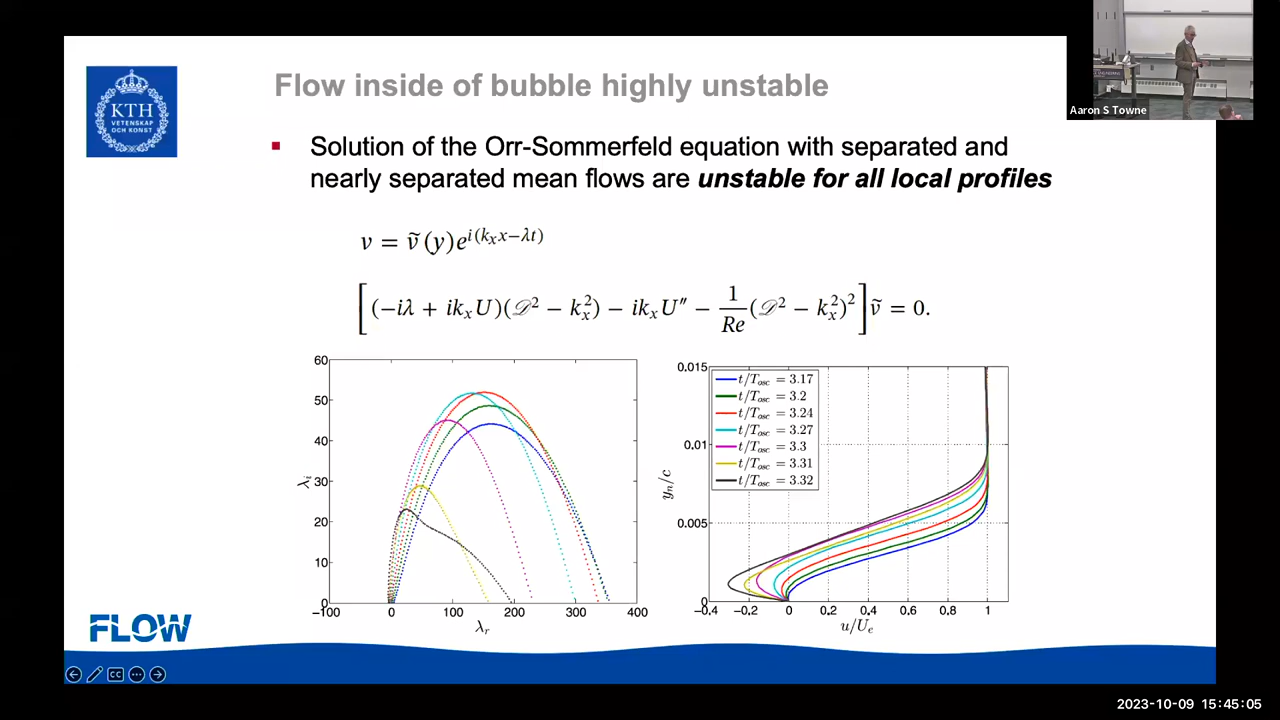 Flow inside of bubble highly unstable
KTH
VETENSKAP
OCH KONST
Aaron S Towne
■ Solution of the Orr-Sommerfeld equation with separated and
nearly separated mean flows are unstable for all local profiles
v = ṽ(y)e^{i(k_x x−λt)}
[(−iλ + ik_x U)(𝒟² − k_x²) − ik_x U″ − 1/Re (𝒟² − k_x²)²] ṽ = 0.
60
50
40
30
20
10
0
λ_i
−100 0 100 200 300 400
λ_r
0.015
0.01
0.005
0
y_n/c
t/T_osc = 3.17
t/T_osc = 3.2
t/T_osc = 3.24
t/T_osc = 3.27
t/T_osc = 3.3
t/T_osc = 3.31
t/T_osc = 3.32
−0.4 −0.2 0 0.2 0.4 0.6 0.8 1
u/U_e
FLOW
CC
2023-10-09 15:45:05